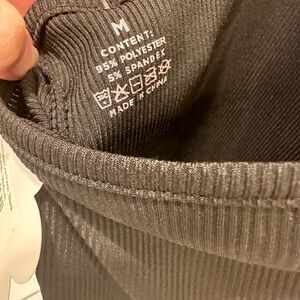 M
CONTENT:
95% POLYESTER
5% SPANDEX
MADE IN CHINA